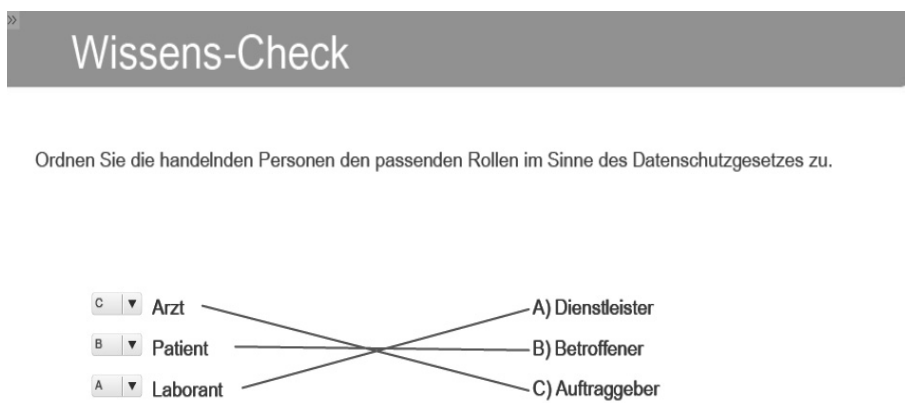 »
Wissens-Check
Ordnen Sie die handelnden Personen den passenden Rollen im Sinne des Datenschutzgesetzes zu.
C ▼ Arzt A) Dienstleister
B ▼ Patient B) Betroffener
A ▼ Laborant C) Auftraggeber